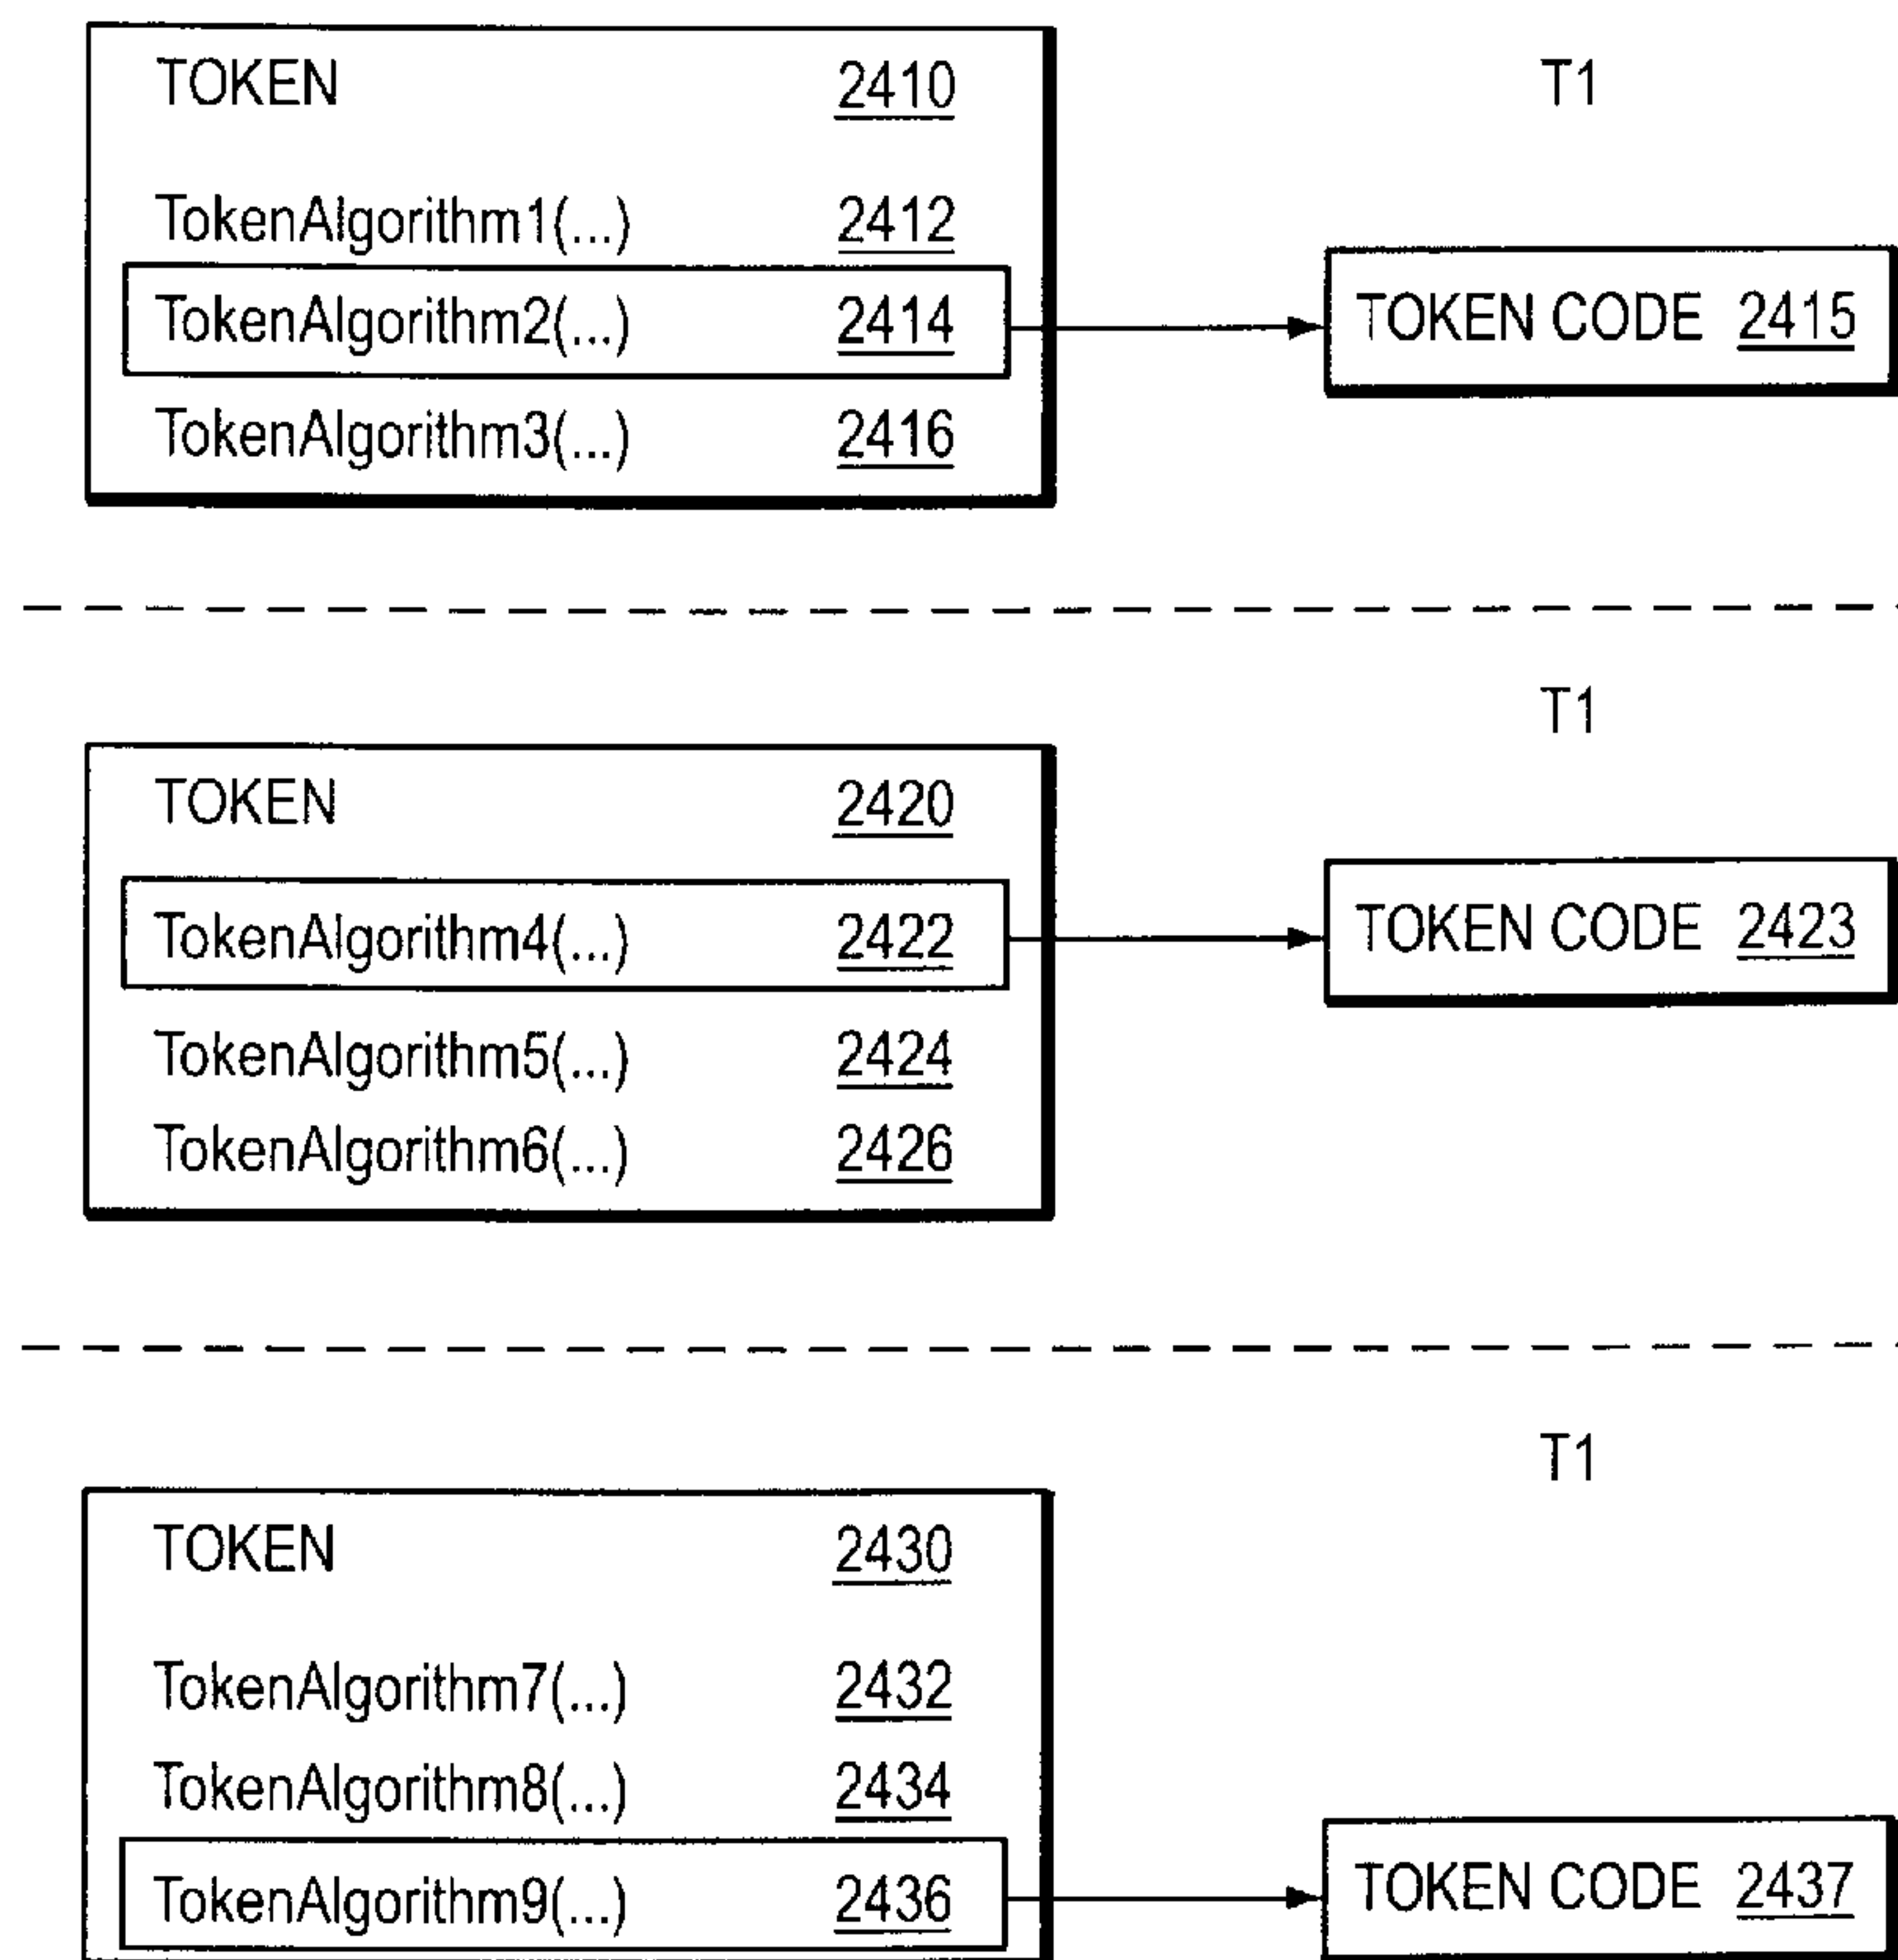 TOKEN 2410 T1
TokenAlgorithm1(...) 2412
TokenAlgorithm2(...) 2414 TOKEN CODE 2415
TokenAlgorithm3(...) 2416
T1
TOKEN 2420
TokenAlgorithm4(...) 2422 TOKEN CODE 2423
TokenAlgorithm5(...) 2424
TokenAlgorithm6(...) 2426
T1
TOKEN 2430
TokenAlgorithm7(...) 2432
TokenAlgorithm8(...) 2434
TokenAlgorithm9(...) 2436 TOKEN CODE 2437